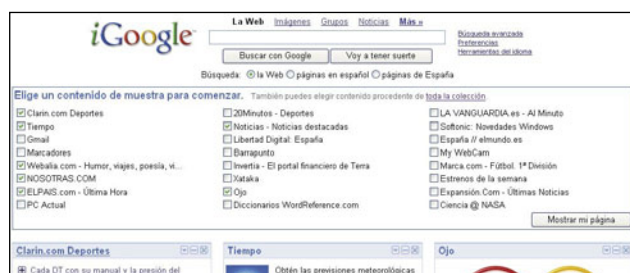 iGoogle
La Web Imágenes Grupos Noticias Más »
Búsqueda avanzada
Preferencias
Herramientas del idioma
Buscar con Google Voy a tener suerte
Búsqueda: la Web páginas en español páginas de España
Elige un contenido de muestra para comenzar. También puedes elegir contenido procedente de toda la colección.
Clarin.com Deportes 20Minutos - Deportes LA VANGUARDIA.es - Al Minuto
Tiempo Noticias - Noticias destacadas Softonic: Novedades Windows
Gmail Libertad Digital: España España // elmundo.es
Marcadores Barrapunto My WebCam
Webalia.com - Humor, viajes, poesía, vi... Invertia - El portal financiero de Terra Marca.com - Fútbol. 1ª División
NOSOTRAS.COM Xataka Estrenos de la semana
ELPAIS.com - Última Hora Ojo Expansión.Com - Últimas Noticias
PC Actual Diccionarios WordReference.com Ciencia @ NASA
Mostrar mi página
Clarin.com Deportes Tiempo Ojo
Cada DT con su manual y la presión del Obtén las previsiones meteorológicas